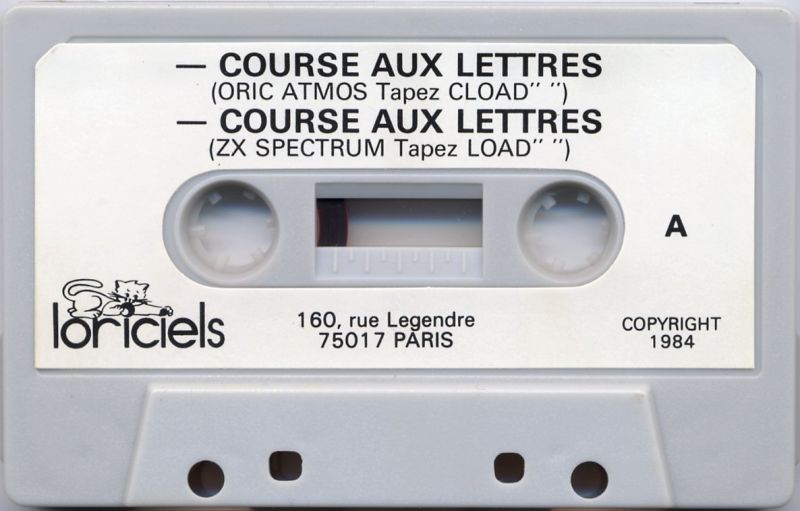 — COURSE AUX LETTRES
(ORIC ATMOS Tapez CLOAD" ")
— COURSE AUX LETTRES
(ZX SPECTRUM Tapez LOAD" ")
A
loriciels
160, rue Legendre
75017 PARIS
COPYRIGHT
1984